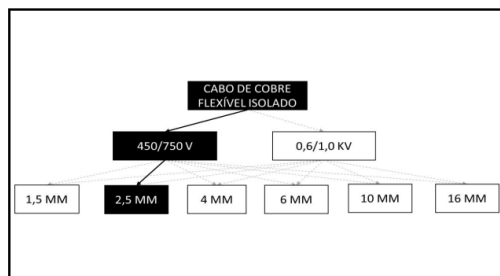 CABO DE COBRE
FLEXÍVEL ISOLADO
450/750 V
0,6/1,0 KV
1,5 MM
2,5 MM
4 MM
6 MM
10 MM
16 MM